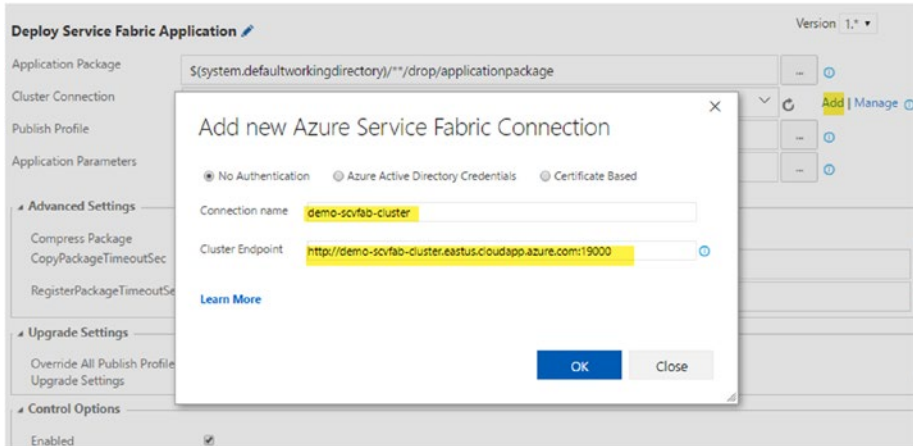 Deploy Service Fabric Application
Version 1.*
Application Package $(system.defaultworkingdirectory)/**/drop/applicationpackage ...
Cluster Connection Add | Manage
Publish Profile ...
Application Parameters ...
Add new Azure Service Fabric Connection
No Authentication Azure Active Directory Credentials Certificate Based
Connection name demo-scvfab-cluster
Cluster Endpoint http://demo-scvfab-cluster.eastus.cloudapp.azure.com:19000
Learn More
OK Close
Advanced Settings
Compress Package
CopyPackageTimeoutSec
RegisterPackageTimeoutSe
Upgrade Settings
Override All Publish Profile
Upgrade Settings
Control Options
Enabled